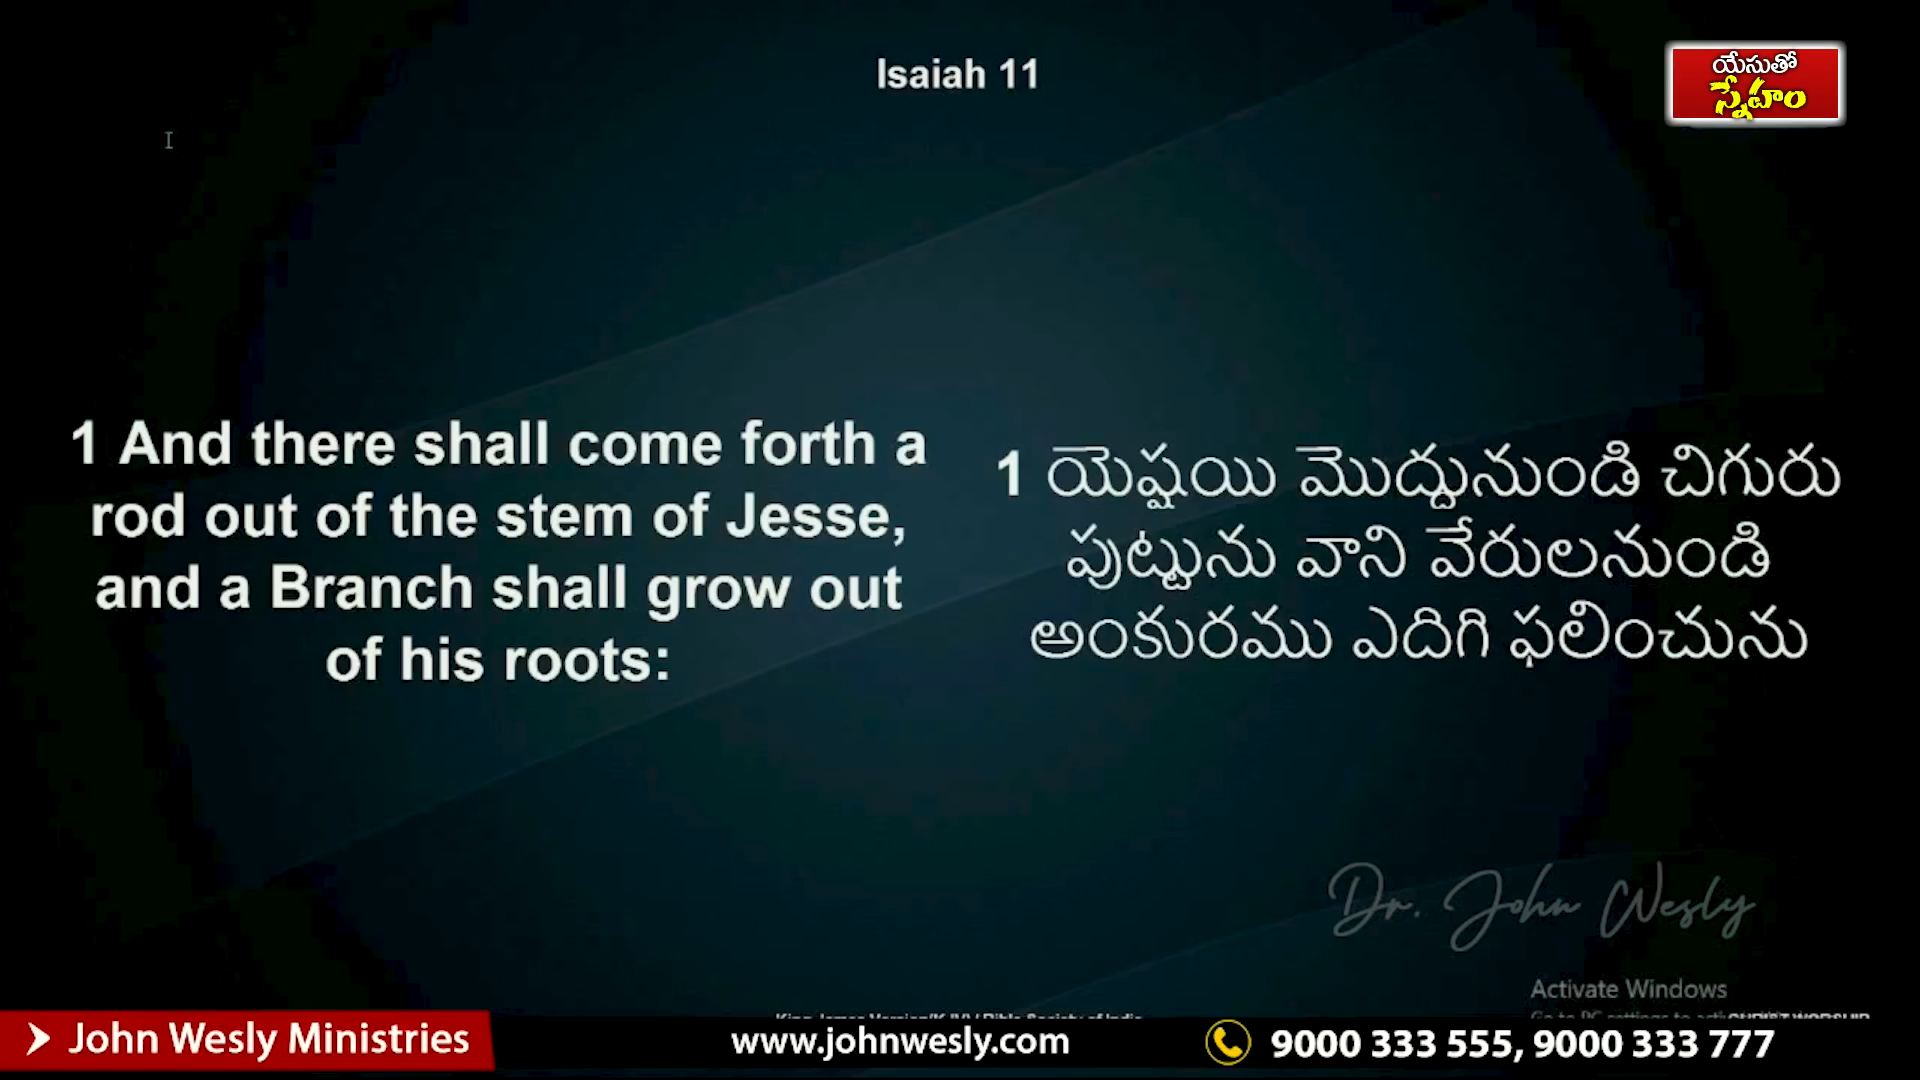 Isaiah 11
యేసుతో
స్నేహం
1 And there shall come forth a
rod out of the stem of Jesse,
and a Branch shall grow out
of his roots:
1 యెష్షయి మొద్దునుండి చిగురు
పుట్టును వాని వేరులనుండి
అంకురము ఎదిగి ఫలించును
Dr. John Wesly
Activate Windows
John Wesly Ministries
www.johnwesly.com
9000 333 555, 9000 333 777